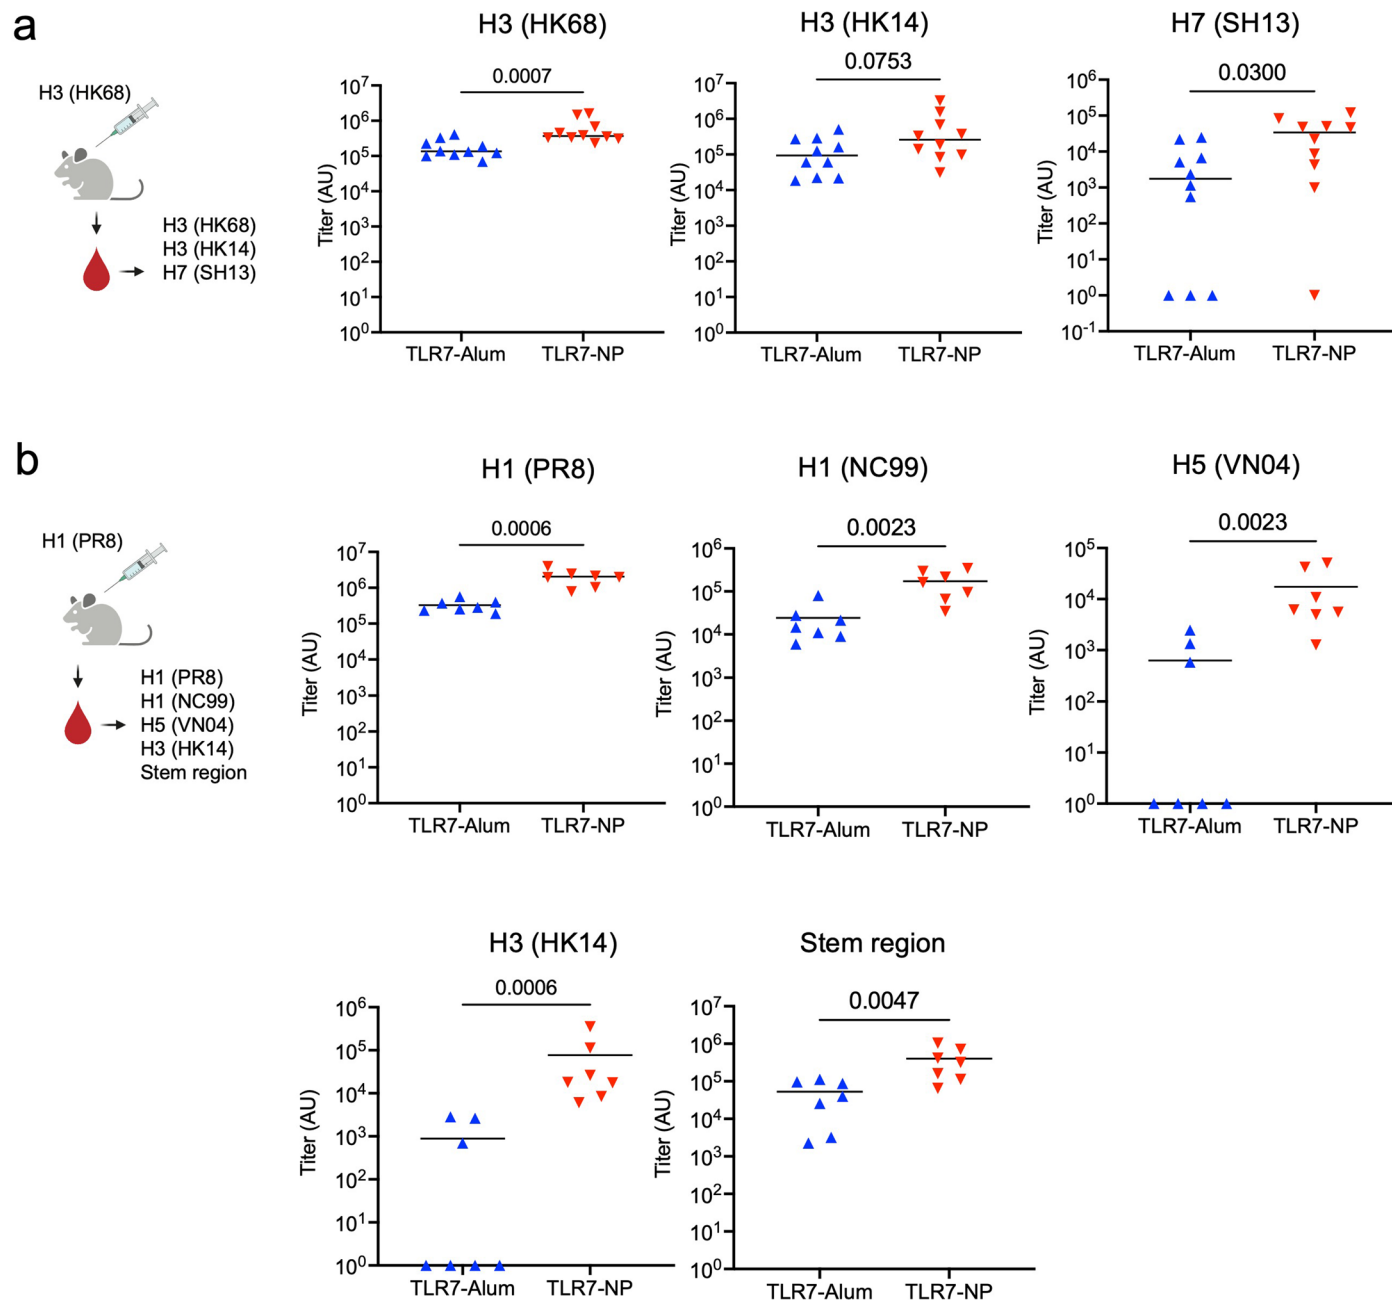 a
H3 (HK68)
H3 (HK68)
H3 (HK14)
H7 (SH13)
H3 (HK68)
0.0007
Titer (AU)
10⁷
10⁶
10⁵
10⁴
10³
10²
10¹
10⁰
TLR7-Alum
TLR7-NP
H3 (HK14)
0.0753
Titer (AU)
10⁷
10⁶
10⁵
10⁴
10³
10²
10¹
10⁰
TLR7-Alum
TLR7-NP
H7 (SH13)
0.0300
Titer (AU)
10⁶
10⁵
10⁴
10³
10²
10¹
10⁰
10⁻¹
TLR7-Alum
TLR7-NP
b
H1 (PR8)
H1 (PR8)
H1 (NC99)
H5 (VN04)
H3 (HK14)
Stem region
H1 (PR8)
0.0006
Titer (AU)
10⁷
10⁶
10⁵
10⁴
10³
10²
10¹
10⁰
TLR7-Alum
TLR7-NP
H1 (NC99)
0.0023
Titer (AU)
10⁶
10⁵
10⁴
10³
10²
10¹
10⁰
TLR7-Alum
TLR7-NP
H5 (VN04)
0.0023
Titer (AU)
10⁵
10⁴
10³
10²
10¹
10⁰
TLR7-Alum
TLR7-NP
H3 (HK14)
0.0006
Titer (AU)
10⁶
10⁵
10⁴
10³
10²
10¹
10⁰
TLR7-Alum
TLR7-NP
Stem region
0.0047
Titer (AU)
10⁷
10⁶
10⁵
10⁴
10³
10²
10¹
10⁰
TLR7-Alum
TLR7-NP